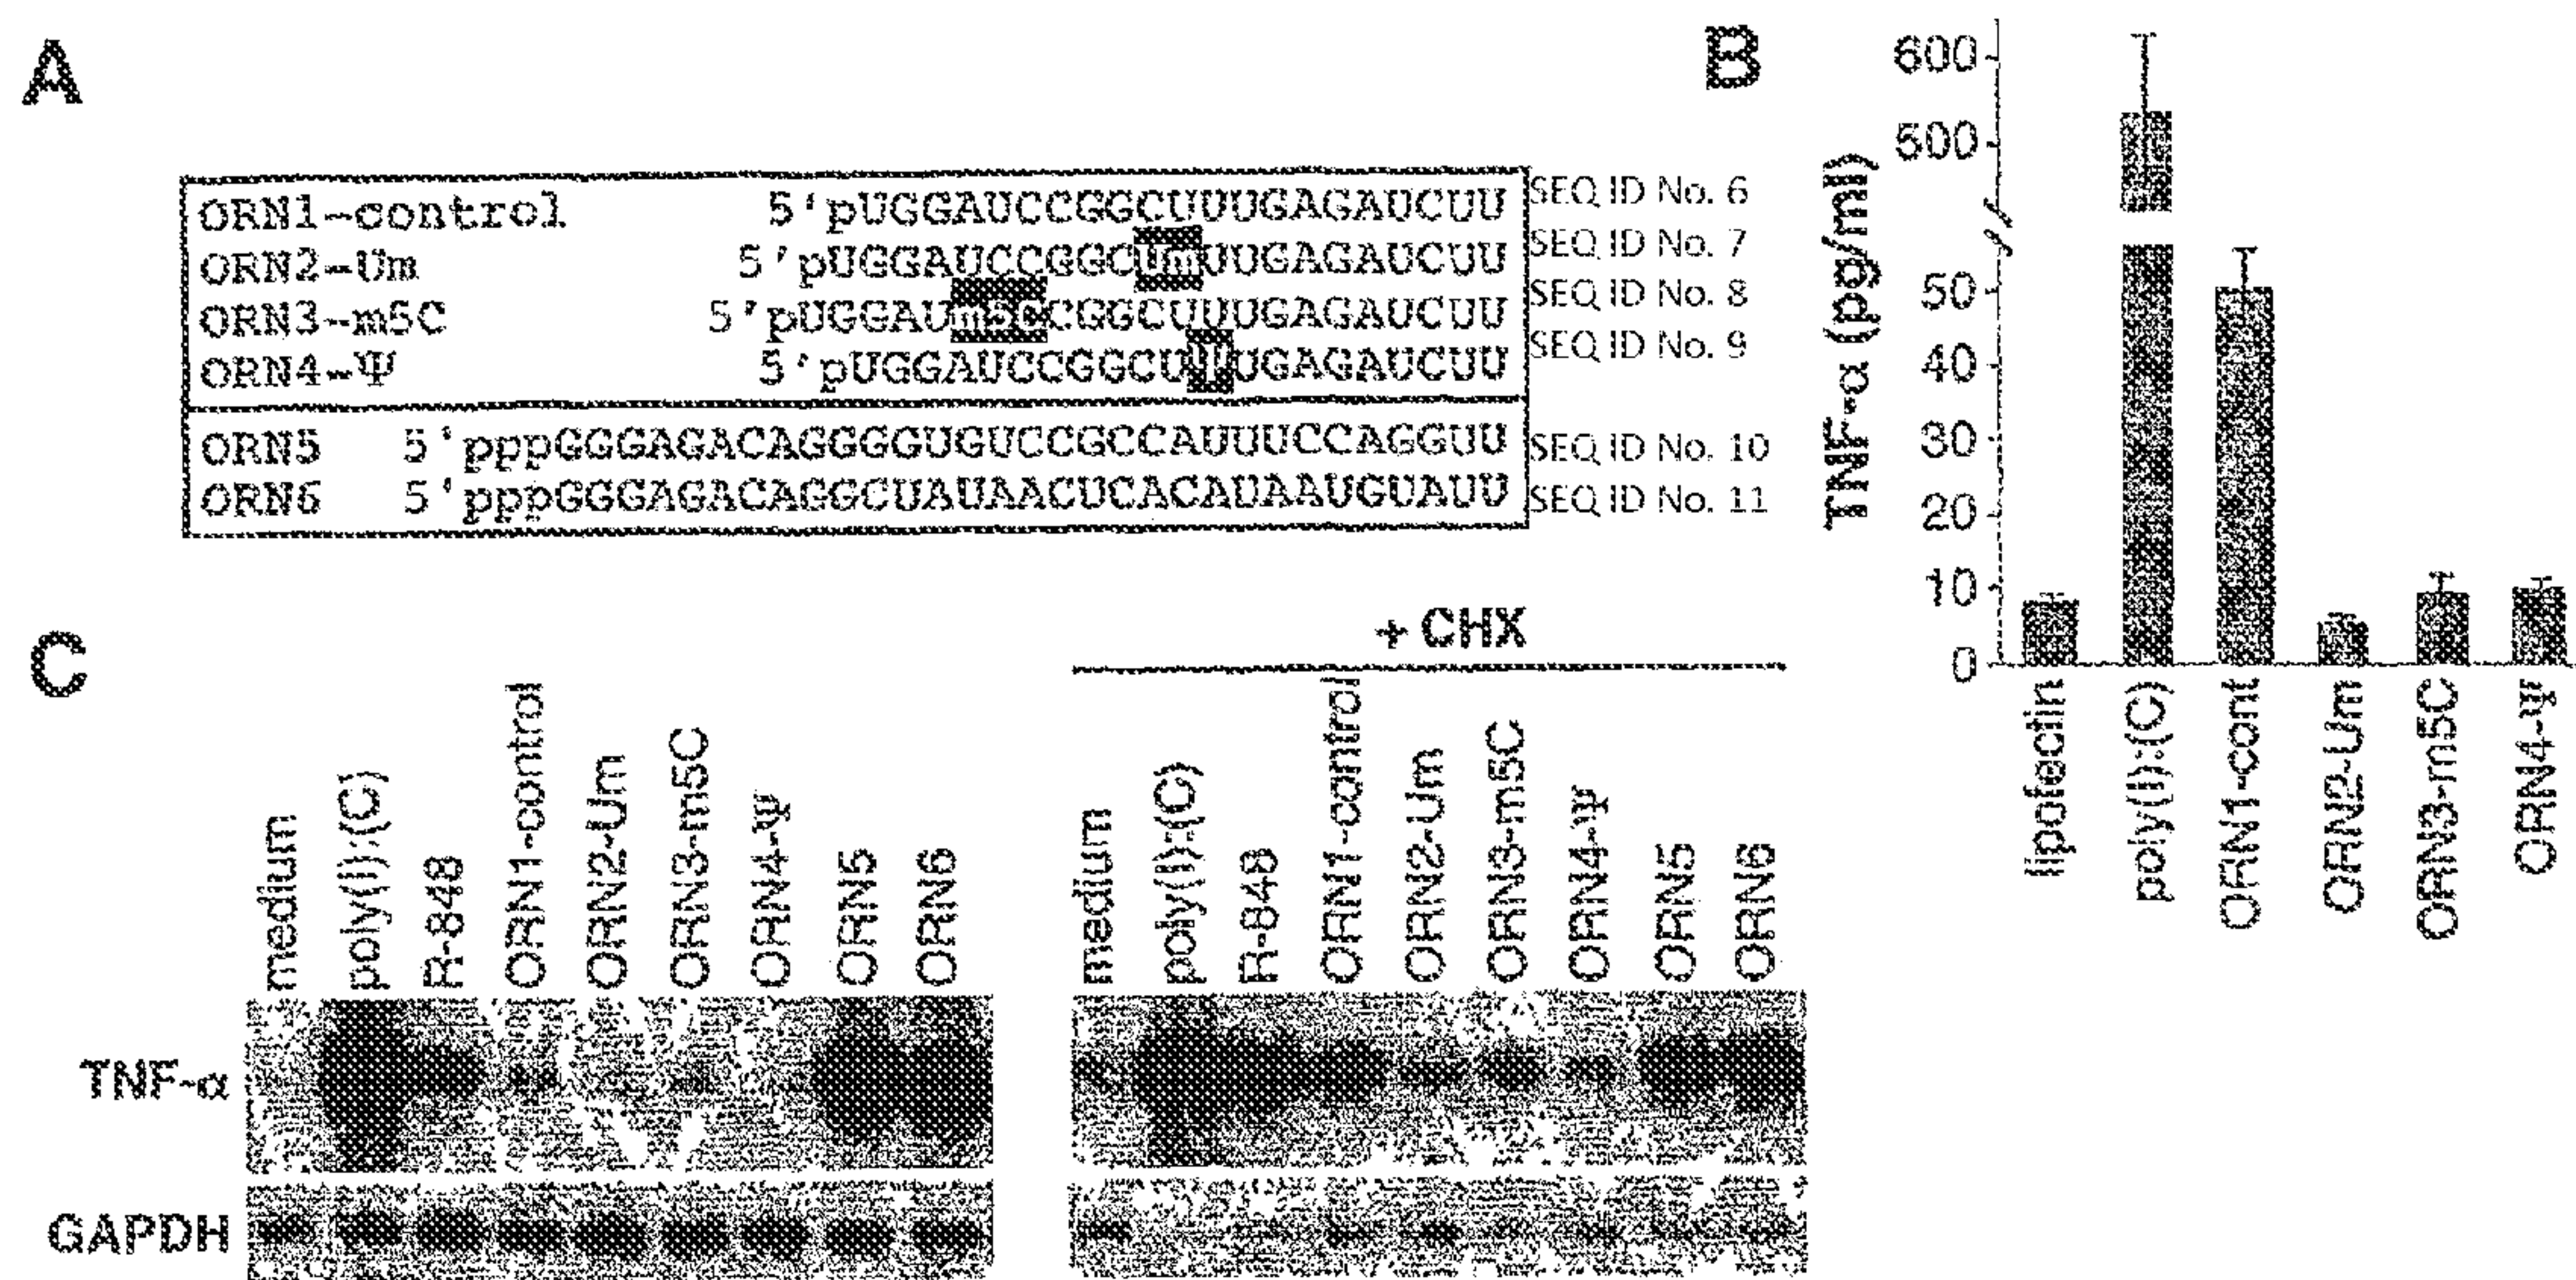 A
ORN1-control 5'pUGGAUCCGGCUUUGAGAUCUU SEQ ID No. 6
ORN2-Um 5'pUGGAUCCGGCUmUUGAGAUCUU SEQ ID No. 7
ORN3-m5C 5'pUGGAUm5CCGGCUUUGAGAUCUU SEQ ID No. 8
ORN4-Ψ 5'pUGGAUCCGGCUΨUGAGAUCUU SEQ ID No. 9
ORN5 5'pppGGGAGACAGGGGUGUCCGCCAUUUCCAGGUU SEQ ID No. 10
ORN6 5'pppGGGAGACAGGCUAUAACUCACAUAAUGUAUU SEQ ID No. 11
B
TNF-α (pg/ml)
600
500
50
40
30
20
10
0
lipofectin
poly(I):(C)
ORN1-cont
ORN2-Um
ORN3-m5C
ORN4-Ψ
C
+ CHX
medium
poly(I):(C)
R-848
ORN1-control
ORN2-Um
ORN3-m5C
ORN4-Ψ
ORN5
ORN6
medium
poly(I):(C)
R-848
ORN1-control
ORN2-Um
ORN3-m5C
ORN4-Ψ
ORN5
ORN6
TNF-α
GAPDH